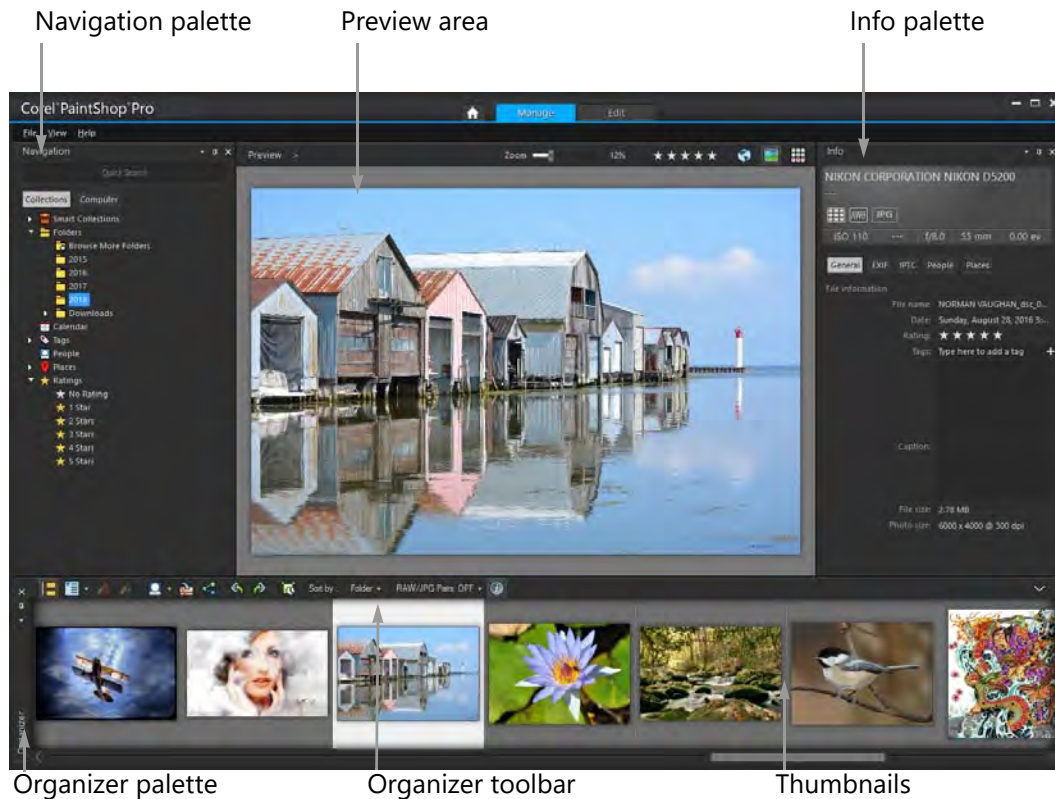 Navigation palette
Preview area
Info palette
Corel PaintShop Pro
Manage
Edit
File View Help
Navigation
Quick Search
Collections Computer
Smart Collections
Folders
Browse More Folders
2015
2016
2017
2018
Downloads
Calendar
Tags
People
Places
Ratings
No Rating
1 Star
2 Stars
3 Stars
4 Stars
5 Stars
Preview
Zoom
12%
Info
NIKON CORPORATION NIKON D5200
---
JPG
ISO 110 --- f/8.0 55 mm 0.00 ev
General EXIF IPTC People Places
File information
File name: NORMAN VAUGHAN_dsc_0...
Date: Sunday, August 28, 2016 5:...
Rating:
Tags: Type here to add a tag +
Caption:
File size: 2.78 MB
Photo size: 6000 x 4000 @ 300 dpi
Sort by: Folder RAW/JPG Pairs: OFF
Organizer
Organizer palette
Organizer toolbar
Thumbnails